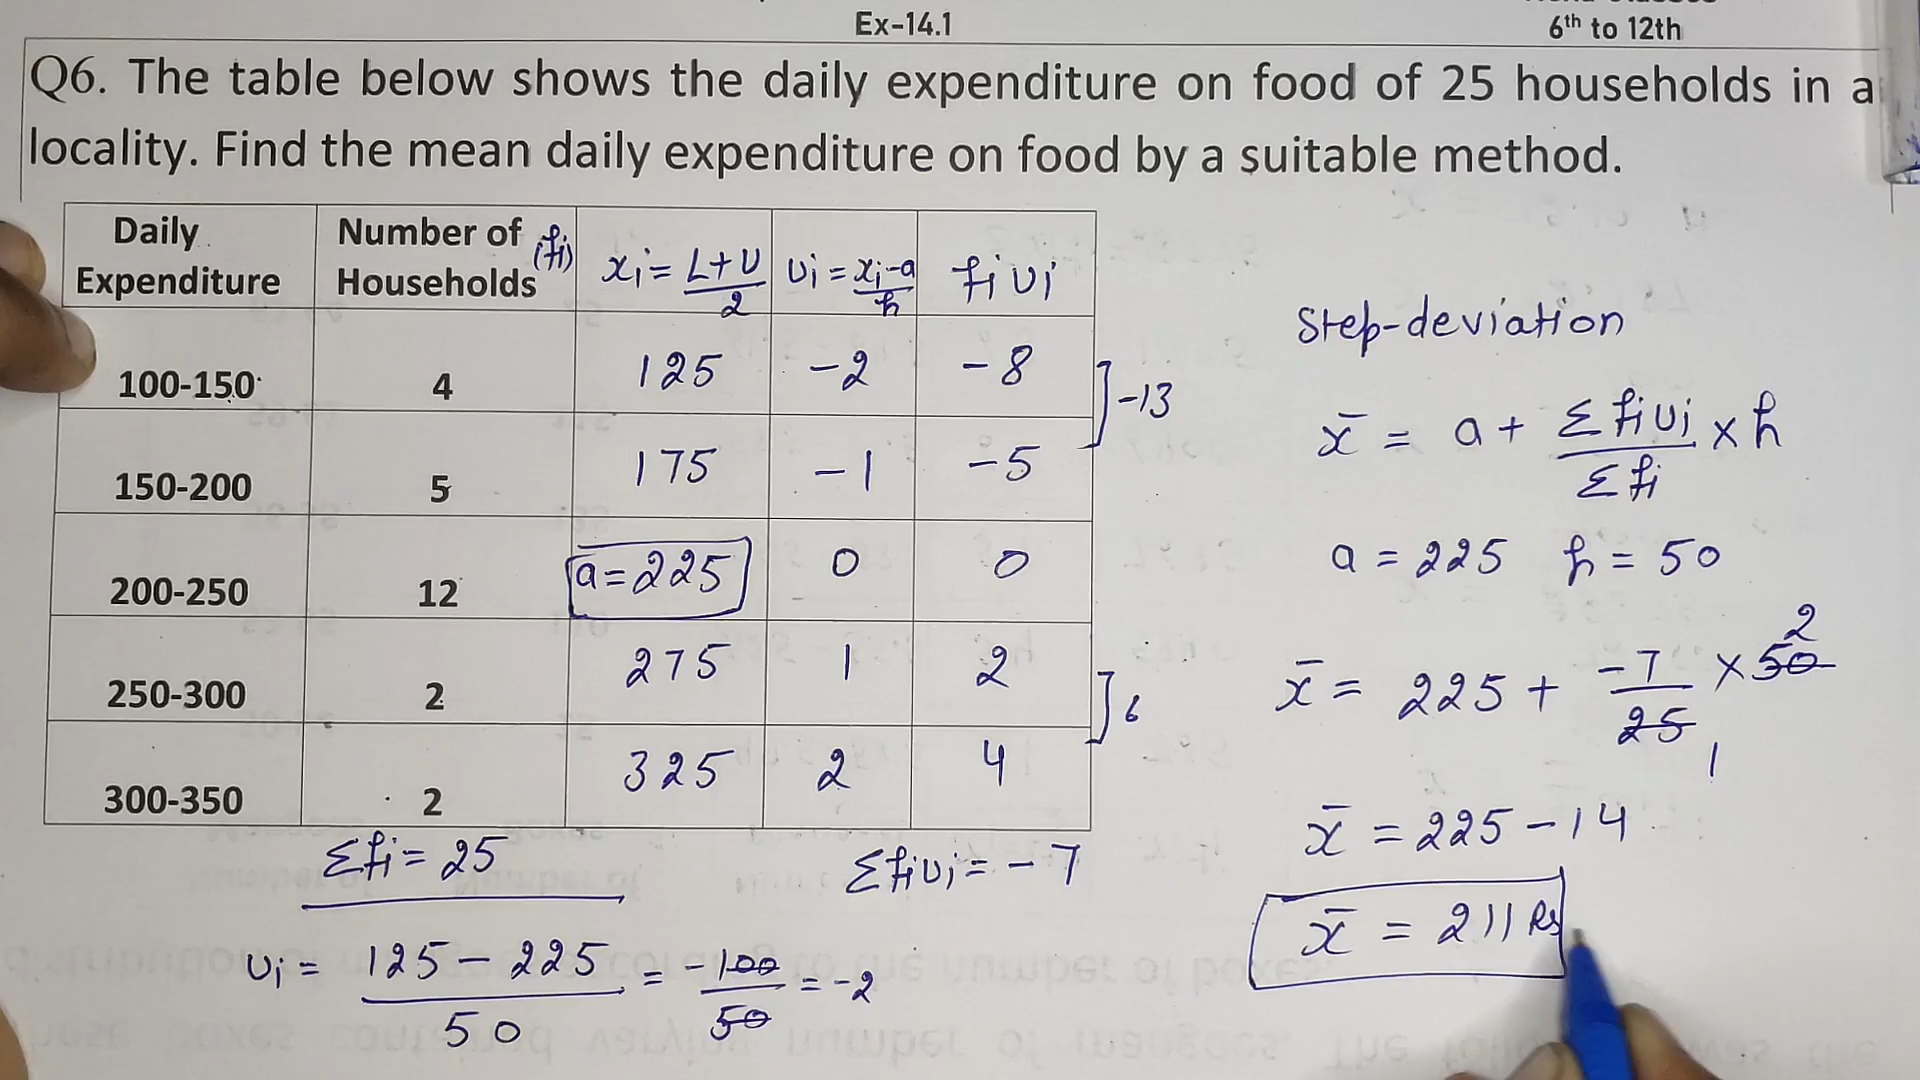 Ex-14.1
6th to 12th
Q6. The table below shows the daily expenditure on food of 25 households in a
locality. Find the mean daily expenditure on food by a suitable method.
Daily Expenditure | Number of Households (fi) | xi = L+U/2 | ui = xi-a/h | fi ui
100-150 | 4 | 125 | -2 | -8
150-200 | 5 | 175 | -1 | -5
] -13
200-250 | 12 | a = 225 | 0 | 0
250-300 | 2 | 275 | 1 | 2
300-350 | 2 | 325 | 2 | 4
] 6
Σfi = 25
Σfiui = -7
ui = 125 - 225/50 = -100/50 = -2
Step-deviation
x̄ = a + Σfiui/Σfi × h
a = 225 h = 50
x̄ = 225 + -7/25 × 50
2
1
x̄ = 225 - 14
x̄ = 211 Rs